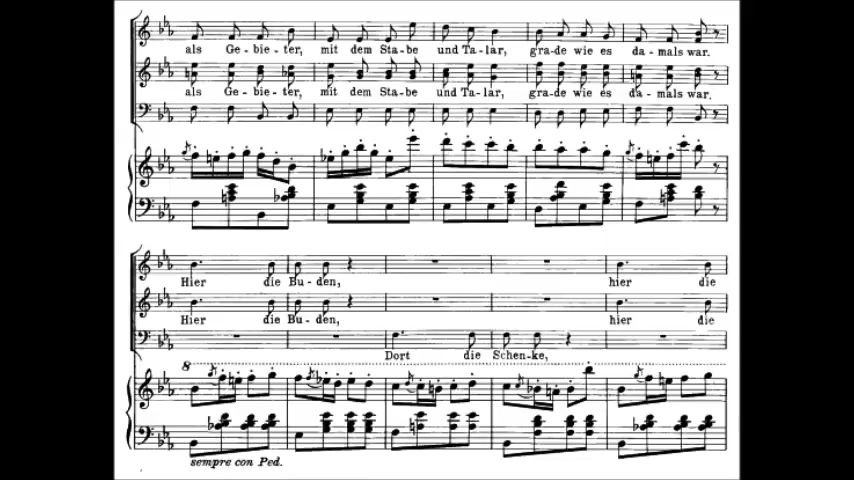 als Ge-bie-ter, mit dem Sta-be und Ta-lar, gra-de wie es da-mals war.
als Ge-bie-ter, mit dem Sta-be und Ta-lar, gra-de wie es da-mals war.
Hier die Bu-den, hier die
Hier die Bu-den, hier die
Dort die Schen-ke,
8
sempre con Ped.